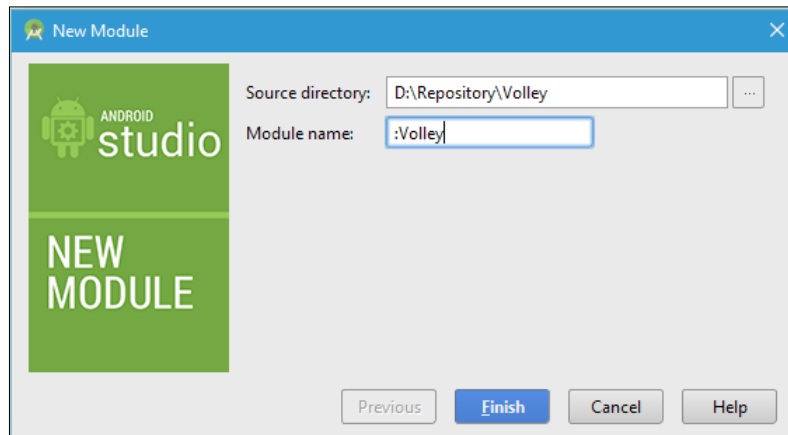 New Module
ANDROID
studio
NEW
MODULE
Source directory: D:\Repository\Volley ...
Module name: :Volley
Previous Finish Cancel Help